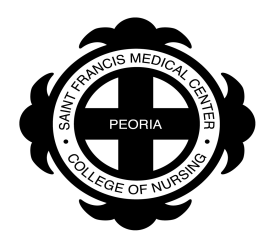 SAINT FRANCIS MEDICAL CENTER
PEORIA
• COLLEGE OF NURSING •